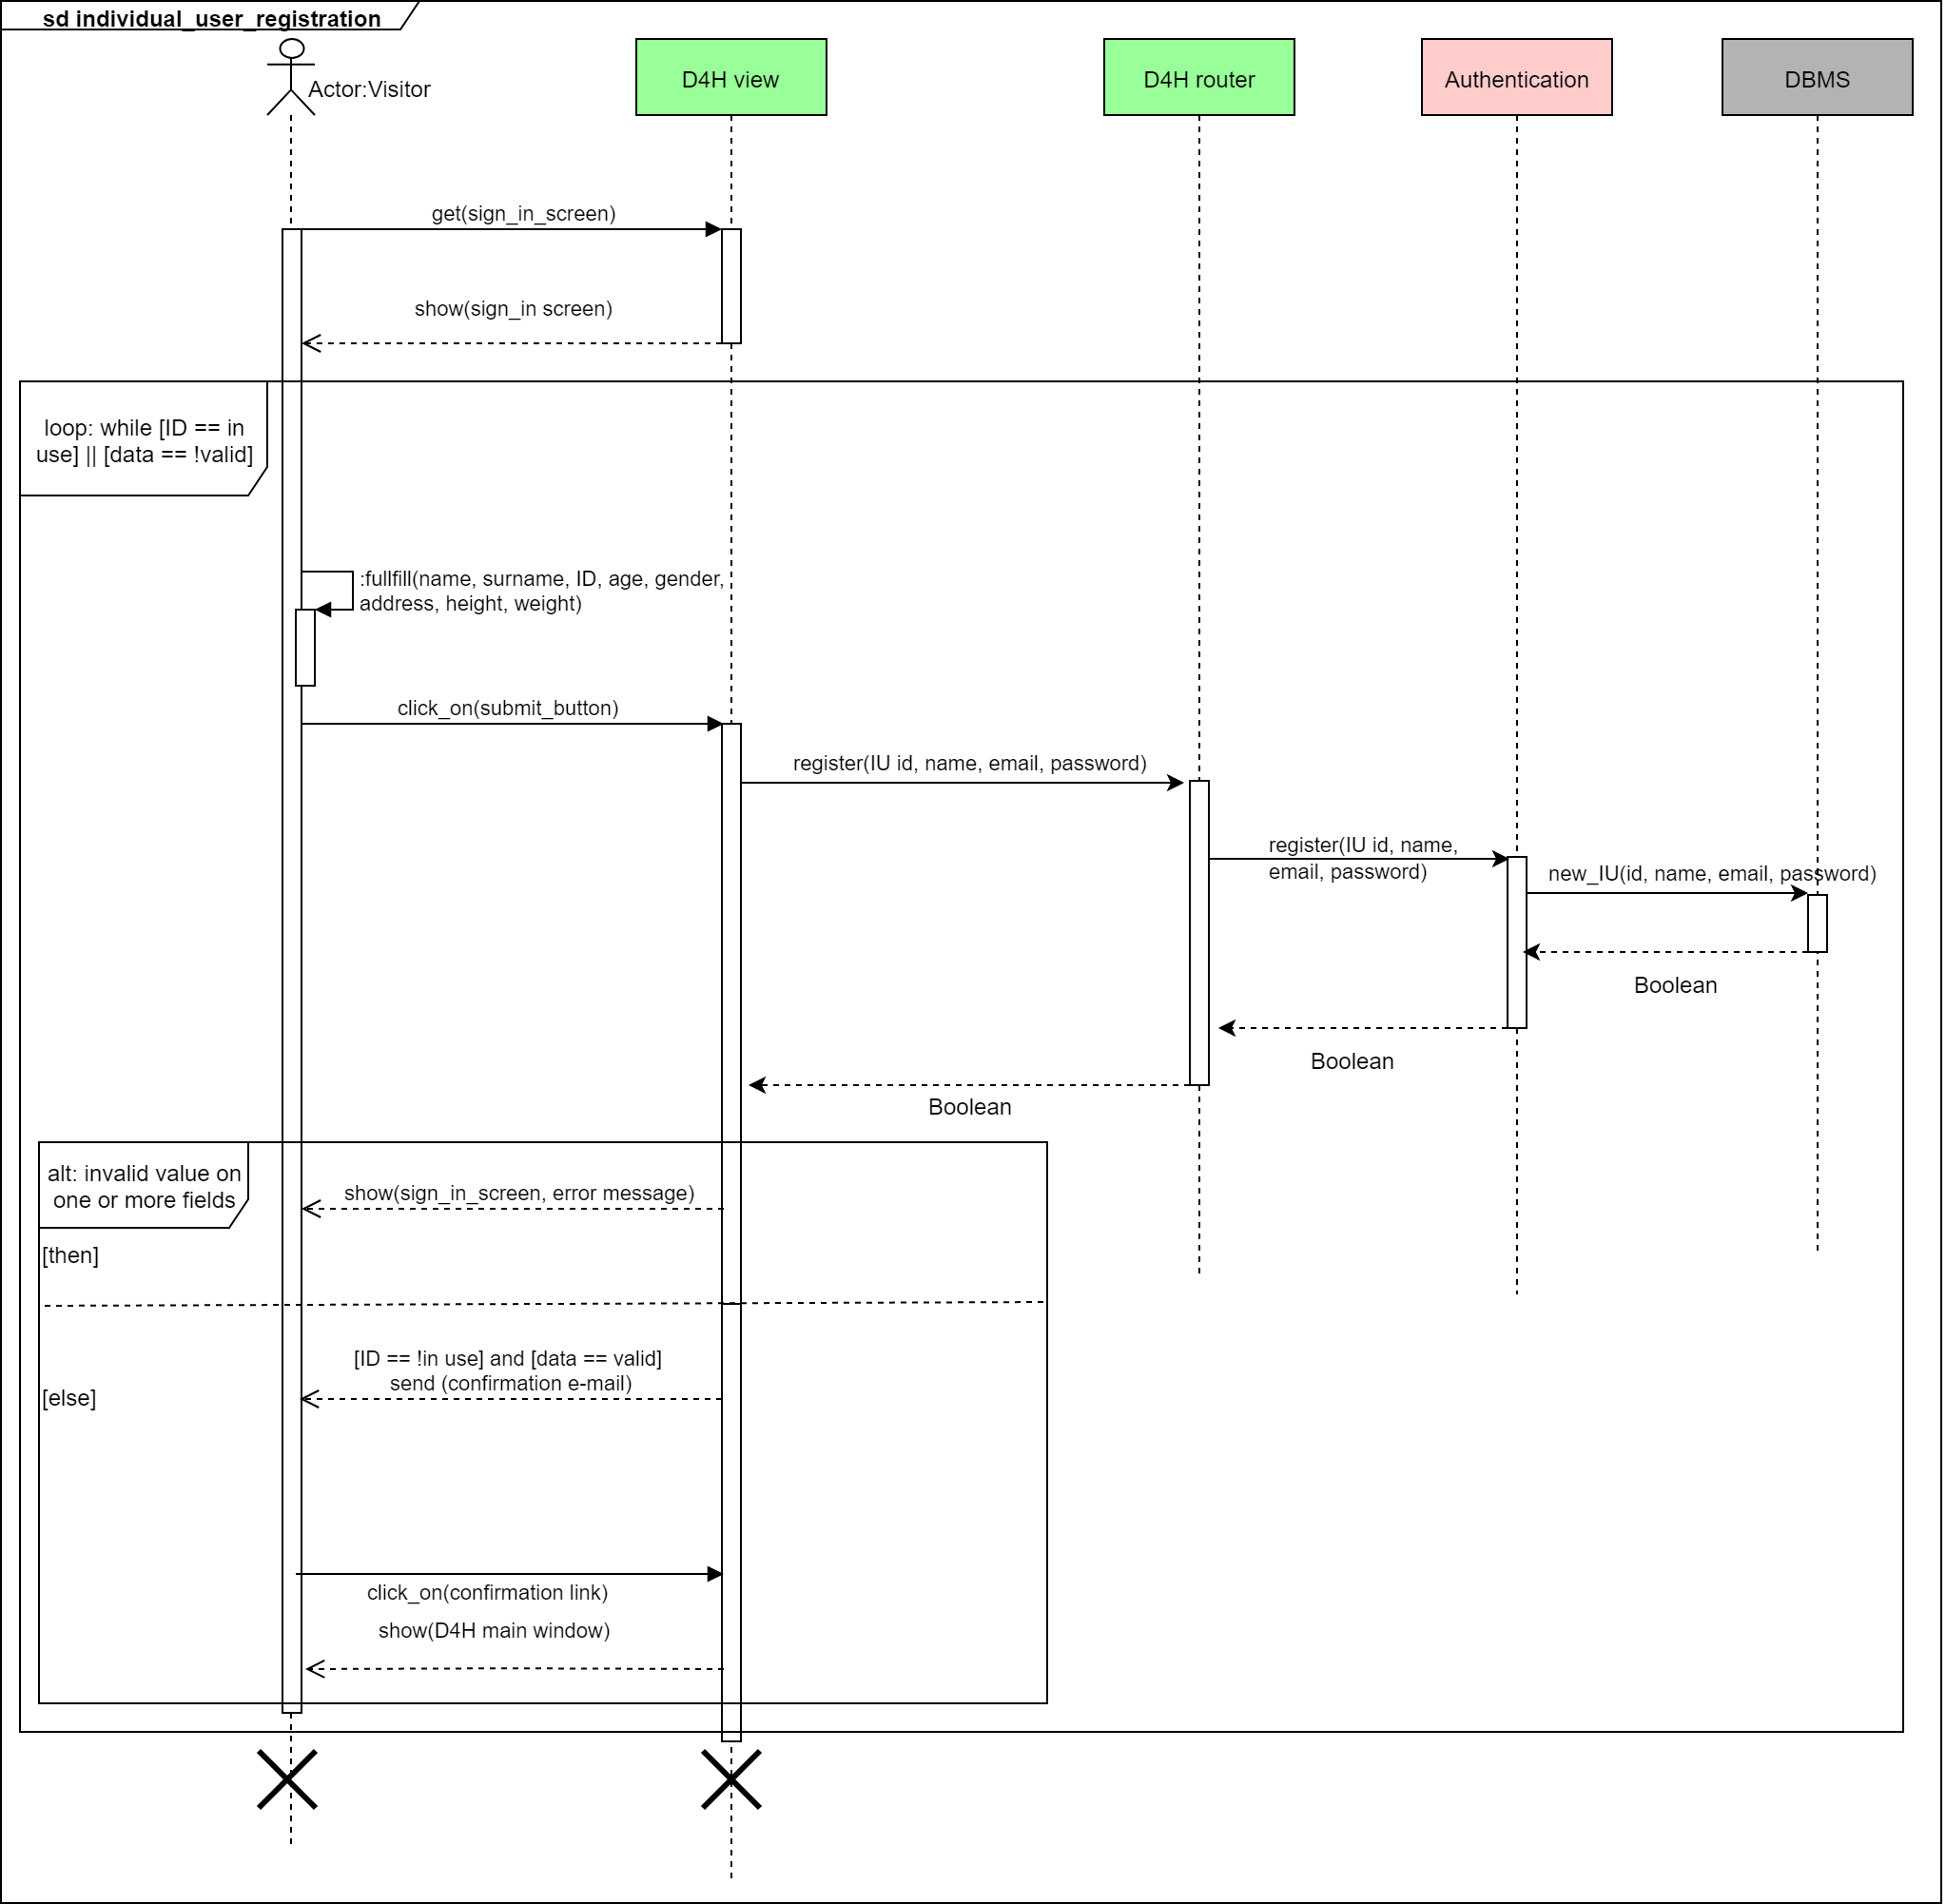 sd individual_user_registration
Actor:Visitor
D4H view
D4H router
Authentication
DBMS
get(sign_in_screen)
show(sign_in screen)
loop: while [ID == in
use] || [data == !valid]
:fullfill(name, surname, ID, age, gender,
address, height, weight)
click_on(submit_button)
register(IU id, name, email, password)
register(IU id, name,
email, password)
new_IU(id, name, email, password)
Boolean
Boolean
Boolean
alt: invalid value on
one or more fields
show(sign_in_screen, error message)
[then]
[ID == !in use] and [data == valid]
send (confirmation e-mail)
[else]
click_on(confirmation link)
show(D4H main window)